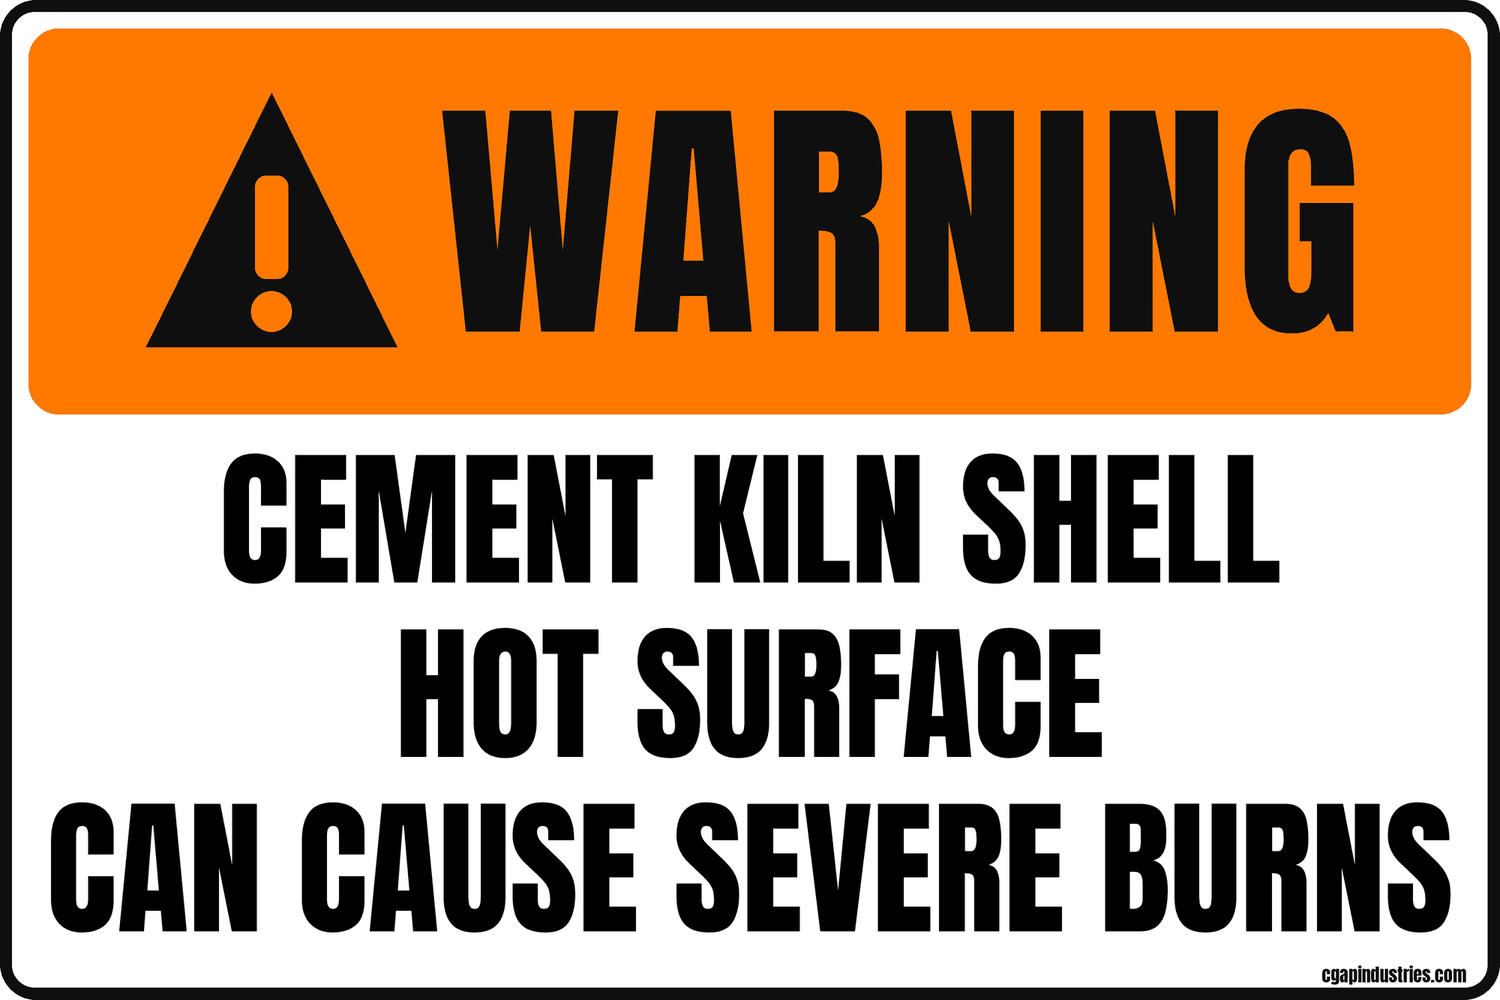 WARNING
CEMENT KILN SHELL
HOT SURFACE
CAN CAUSE SEVERE BURNS
cgapindustries.com